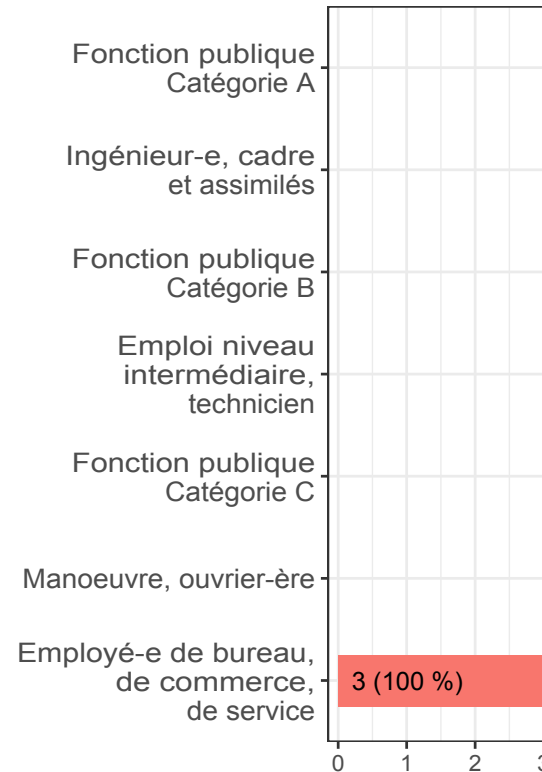 Fonction publique
Catégorie A
Ingénieur-e, cadre
et assimilés
Fonction publique
Catégorie B
Emploi niveau
intermédiaire,
technicien
Fonction publique
Catégorie C
Manoeuvre, ouvrier-ère
Employé-e de bureau,
de commerce,
de service
3 (100 %)
0 1 2 3